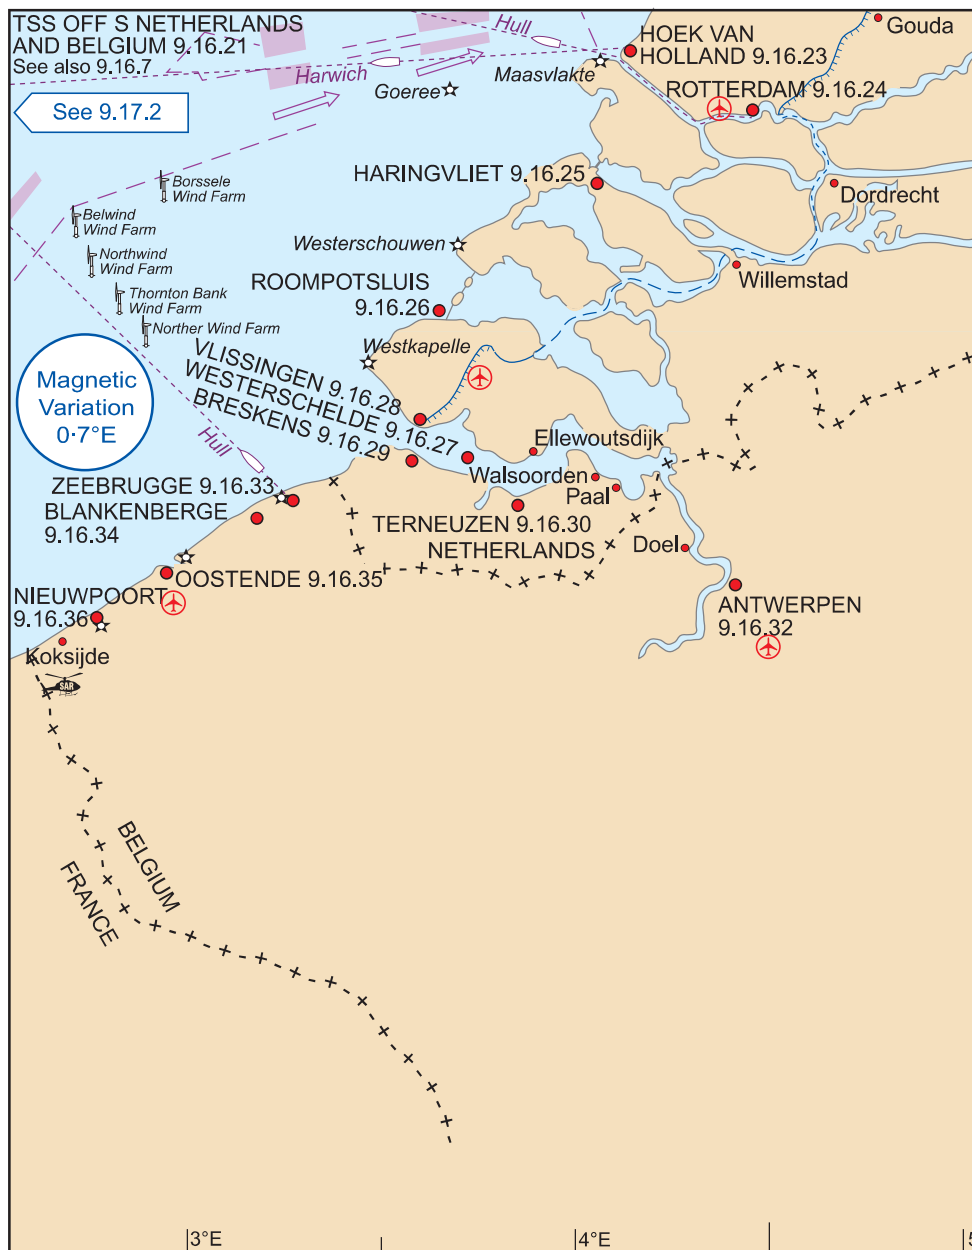 TSS OFF S NETHERLANDS
AND BELGIUM 9.16.21
See also 9.16.7
Hull
Harwich
Goeree
Maasvlakte
HOEK VAN
HOLLAND 9.16.23
Gouda
ROTTERDAM 9.16.24
See 9.17.2
HARINGVLIET 9.16.25
Dordrecht
Borssele
Wind Farm
Belwind
Wind Farm
Northwind
Wind Farm
Thornton Bank
Wind Farm
Norther Wind Farm
Westerschouwen
Willemstad
ROOMPOTSLUIS
9.16.26
Westkapelle
Magnetic
Variation
0·7°E
VLISSINGEN 9.16.28
WESTERSCHELDE 9.16.27
BRESKENS 9.16.29
Hull
Ellewoutsdijk
Walsoorden
Paal
ZEEBRUGGE 9.16.33
BLANKENBERGE
9.16.34
TERNEUZEN 9.16.30
NETHERLANDS
Doel
OOSTENDE 9.16.35
NIEUWPOORT
9.16.36
ANTWERPEN
9.16.32
Koksijde
SAR
BELGIUM
FRANCE
3°E
4°E
5